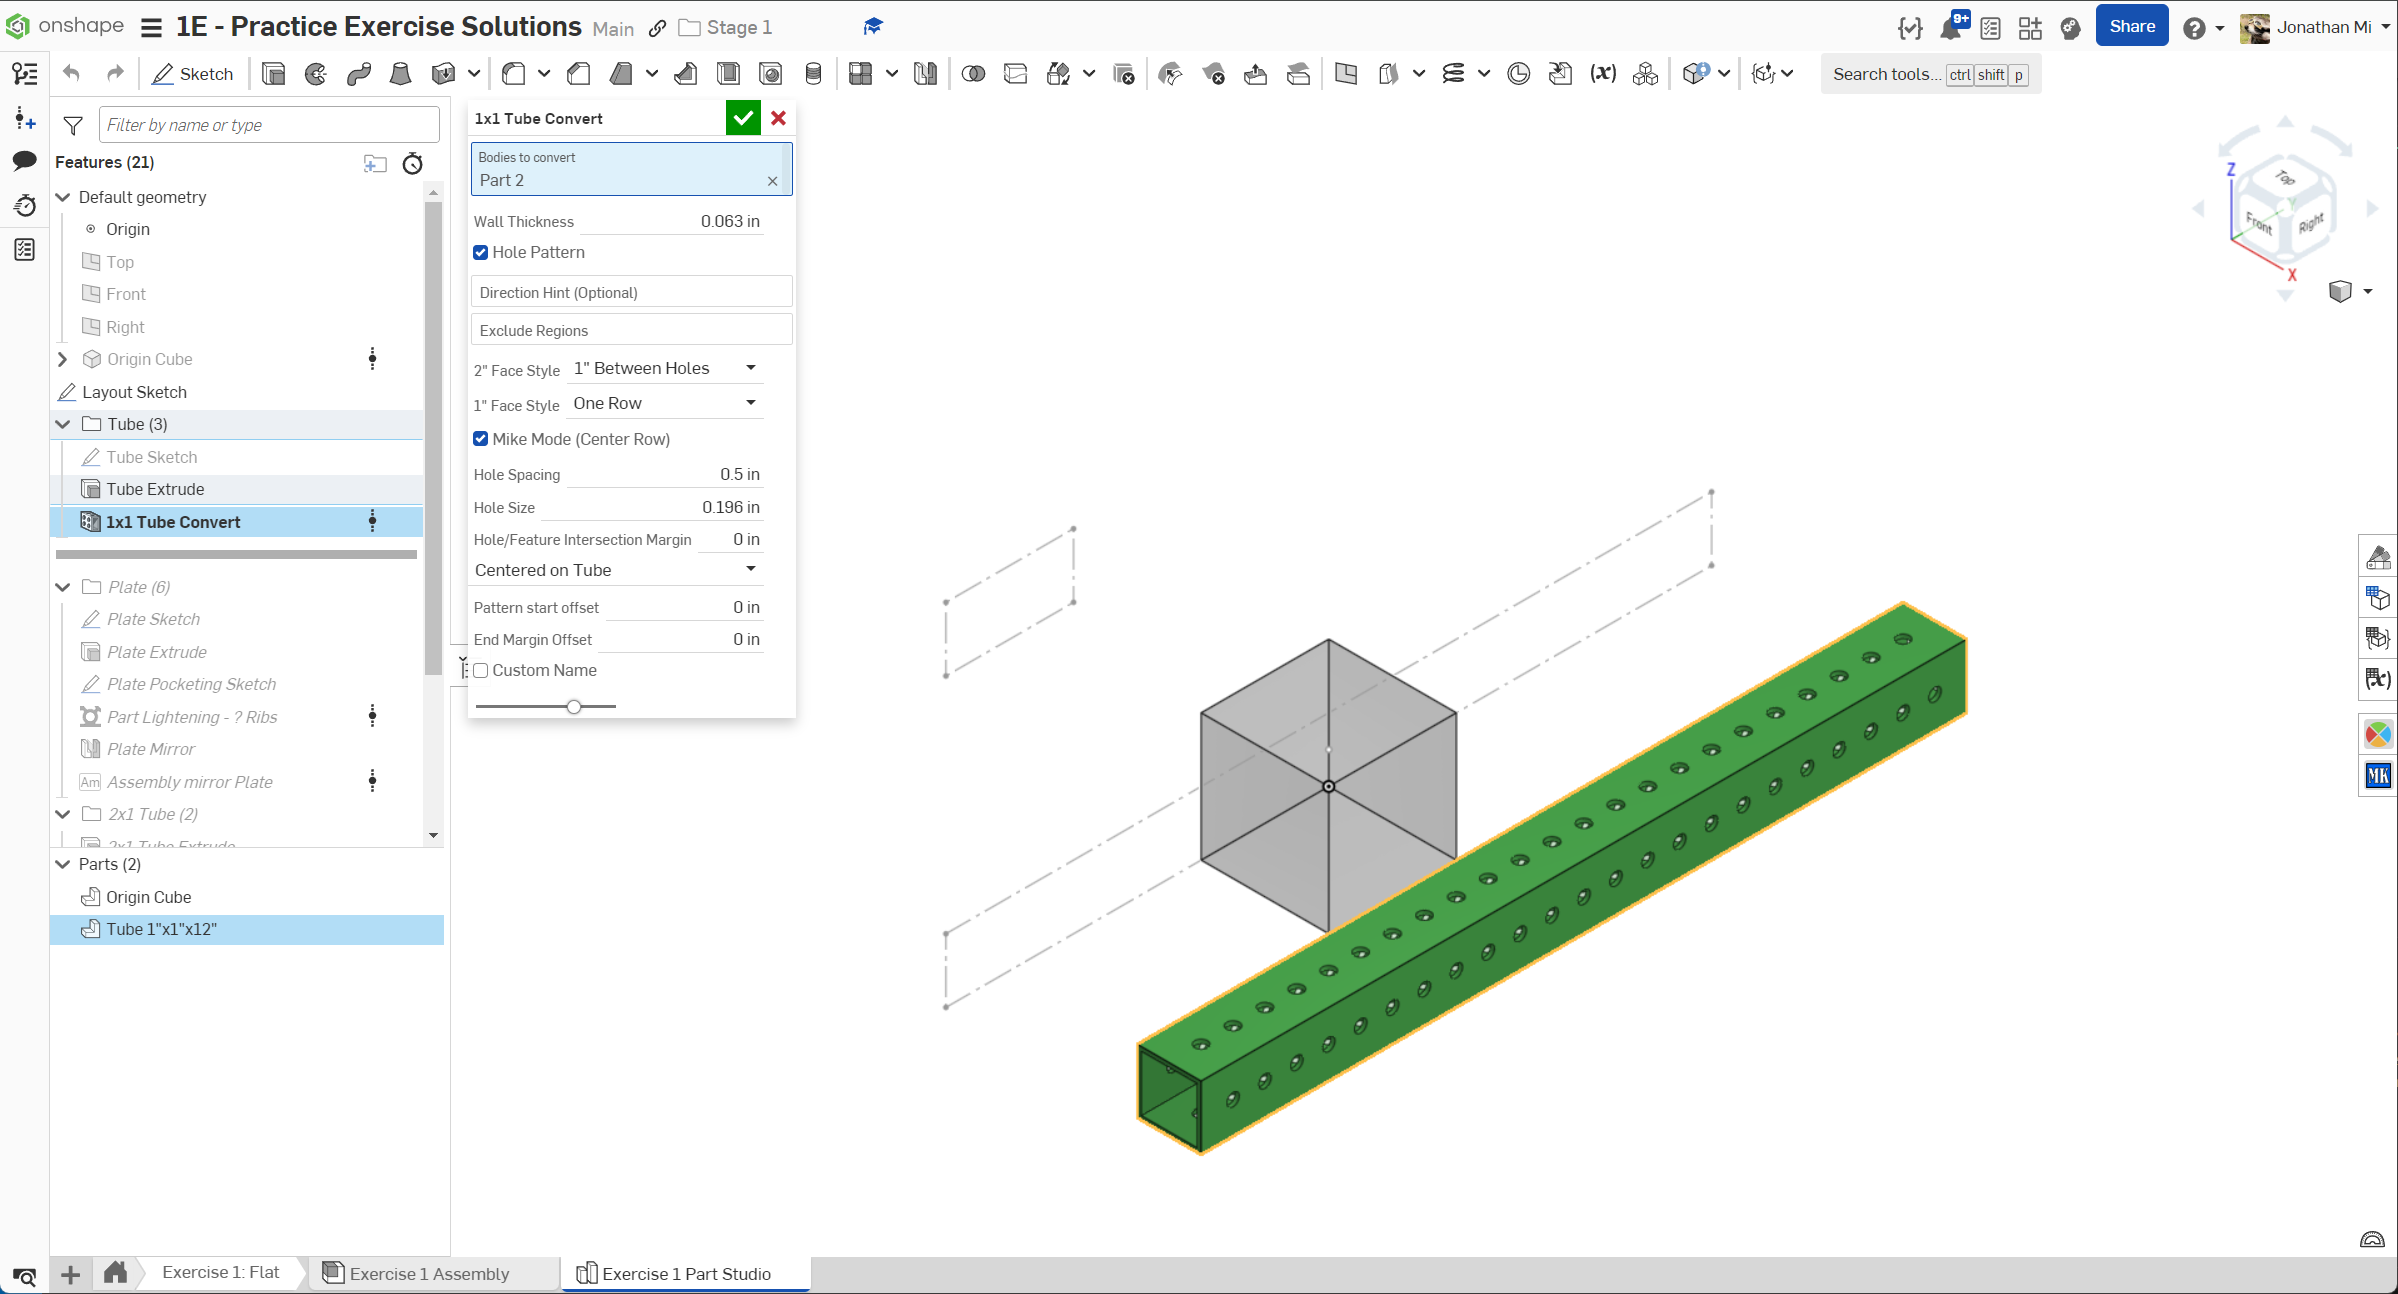 onshape
1E - Practice Exercise Solutions Main Stage 1
9+
Share
Jonathan Mi
Sketch
(x)
Search tools... ctrl shift p
Filter by name or type
Features (21)
Default geometry
Origin
Top
Front
Right
Origin Cube
Layout Sketch
Tube (3)
Tube Sketch
Tube Extrude
1x1 Tube Convert
Plate (6)
Plate Sketch
Plate Extrude
Plate Pocketing Sketch
Part Lightening - ? Ribs
Plate Mirror
Am Assembly mirror Plate
2x1 Tube (2)
2x1 Tube Extrude
Parts (2)
Origin Cube
Tube 1"x1"x12"
1x1 Tube Convert
Bodies to convert
Part 2
Wall Thickness 0.063 in
Hole Pattern
Direction Hint (Optional)
Exclude Regions
2" Face Style 1" Between Holes
1" Face Style One Row
Mike Mode (Center Row)
Hole Spacing 0.5 in
Hole Size 0.196 in
Hole/Feature Intersection Margin 0 in
Centered on Tube
Pattern start offset 0 in
End Margin Offset 0 in
Custom Name
Z
Top
Y
Front
Right
X
(x)
MK
Exercise 1: Flat
Exercise 1 Assembly
Exercise 1 Part Studio